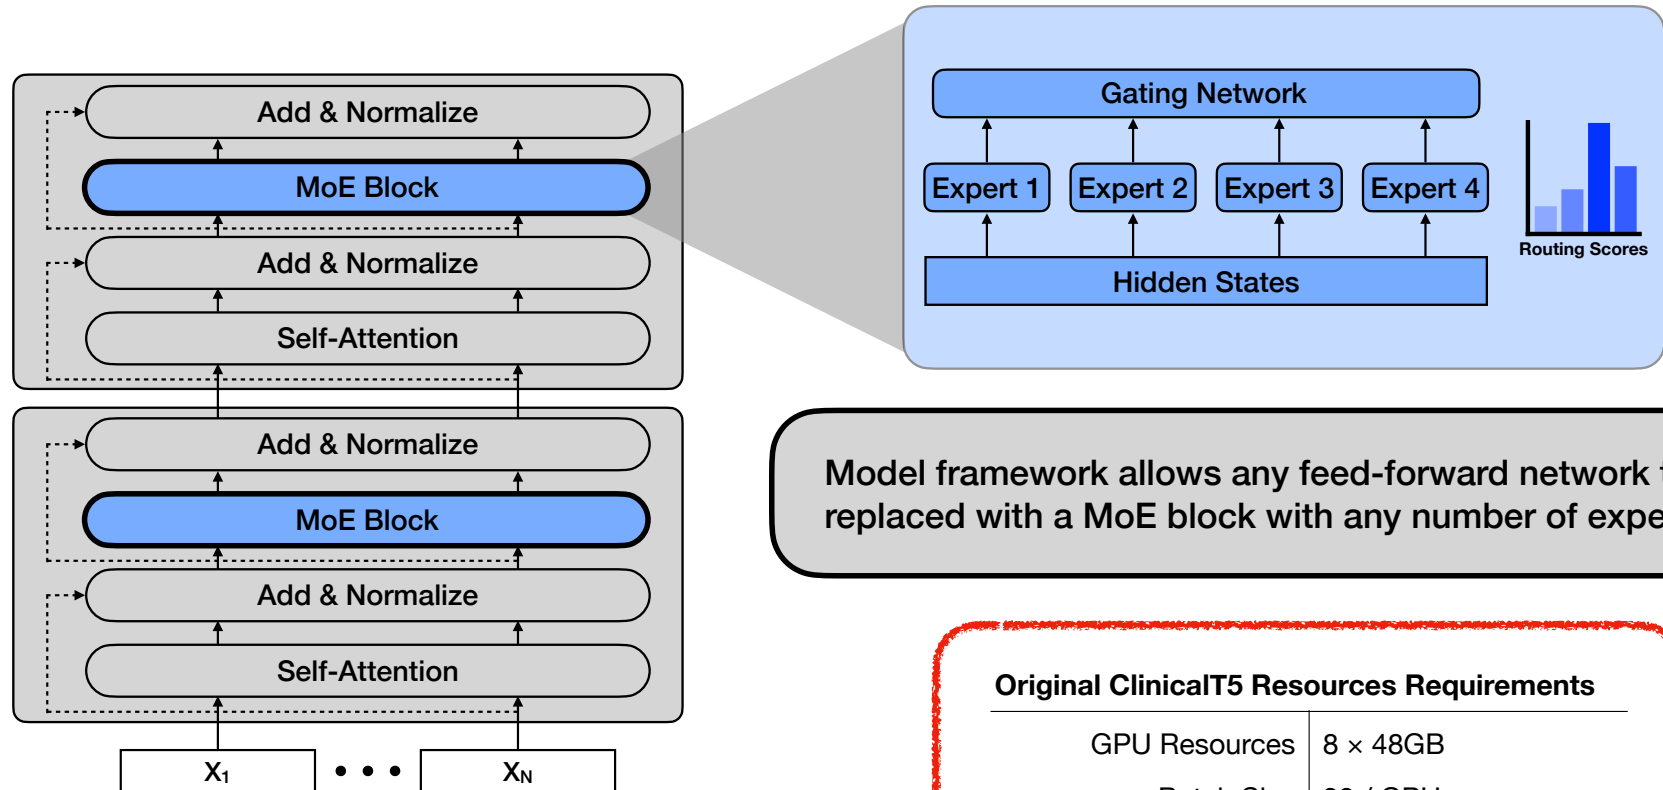 Add & Normalize
MoE Block
Add & Normalize
Self-Attention
Add & Normalize
MoE Block
Add & Normalize
Self-Attention
X₁ • • • Xₙ
Gating Network
Expert 1 Expert 2 Expert 3 Expert 4
Hidden States
Routing Scores
Model framework allows any feed-forward network
replaced with a MoE block with any number of
Original ClinicalT5 Resources Requirements
GPU Resources 8 × 48GB